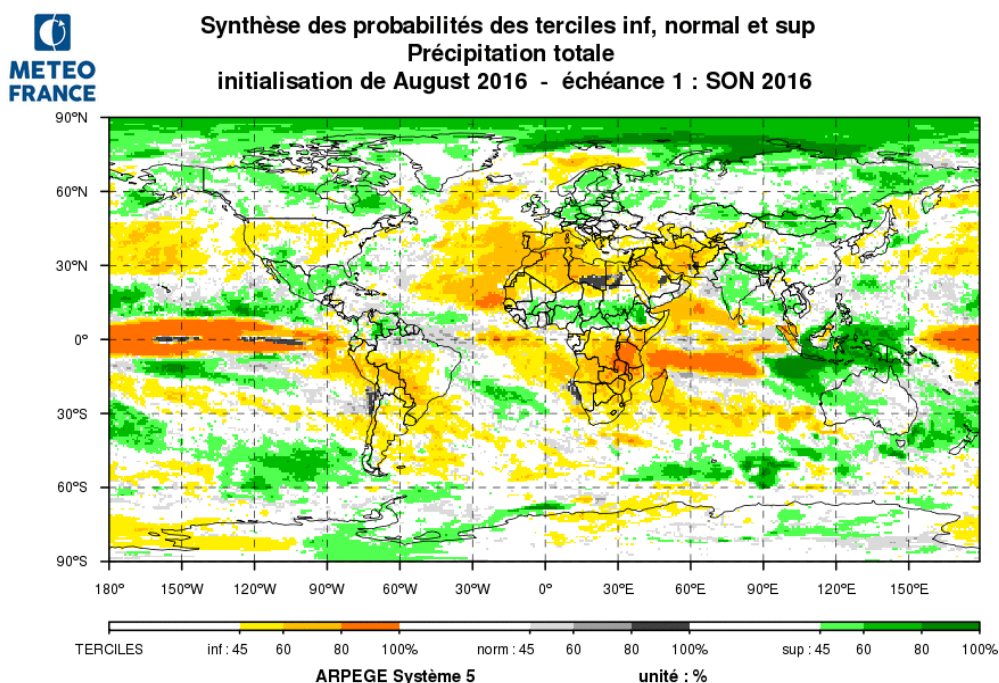 METEO
FRANCE
Synthèse des probabilités des terciles inf, normal et sup
Précipitation totale
initialisation de August 2016 - échéance 1 : SON 2016
90°N
60°N
30°N
0°
30°S
60°S
90°S
180° 150°W 120°W 90°W 60°W 30°W 0° 30°E 60°E 90°E 120°E 150°E
TERCILES inf : 45 60 80 100% norm : 45 60 80 100% sup : 45 60 80 100%
ARPEGE Système 5 unité : %